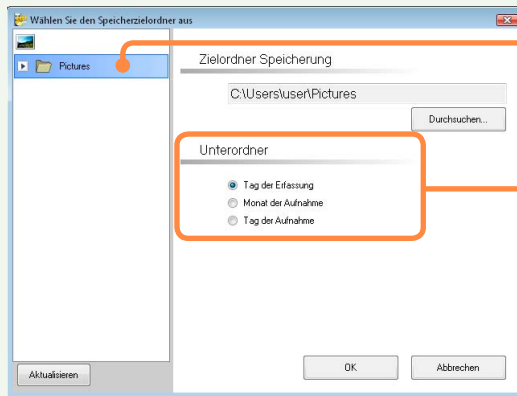 Wählen Sie den Speicherzielordner aus
Pictures
Aktualisieren
Zielordner Speicherung
C:\Users\user\Pictures
Durchsuchen...
Unterordner
Tag der Erfassung
Monat der Aufnahme
Tag der Aufnahme
OK
Abbrechen